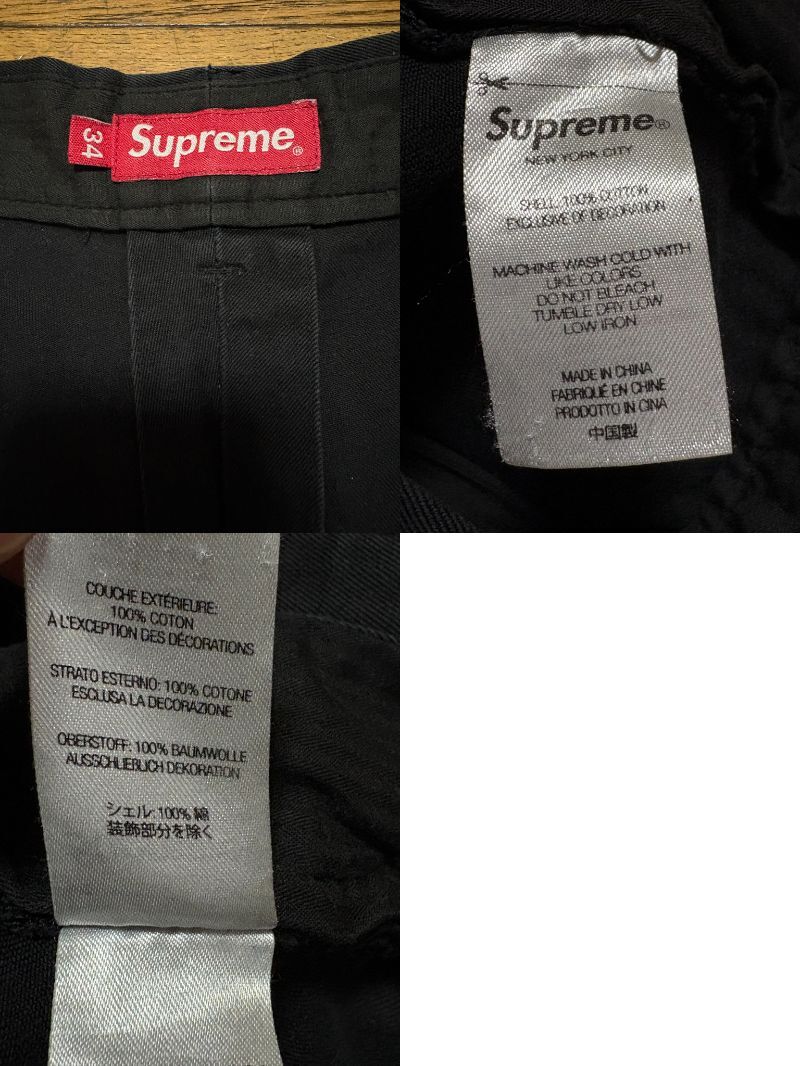 34
Supreme®
Supreme®
NEW YORK CITY
SHELL: 100% COTTON
EXCLUSIVE OF DECORATION
MACHINE WASH COLD WITH
LIKE COLORS
DO NOT BLEACH
TUMBLE DRY LOW
LOW IRON
MADE IN CHINA
FABRIQUÉ EN CHINE
PRODOTTO IN CINA
中国製
COUCHE EXTÉRIEURE:
100% COTON
À L'EXCEPTION DES DÉCORATIONS
STRATO ESTERNO: 100% COTONE
ESCLUSA LA DECORAZIONE
OBERSTOFF: 100% BAUMWOLLE
AUSSCHLIEBLICH DEKORATION
シェル:100% 綿
装飾部分を除く